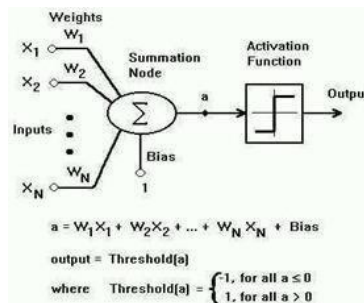 Weights
W1
X1
W2
X2
Summation
Node
Activation
Function
a
Output
Σ
Inputs
Bias
WN
XN
1
a = W1X1 + W2X2 + ... + WN XN + Bias
output = Threshold(a)
where Threshold(a) = { -1, for all a ≤ 0
1, for all a > 0